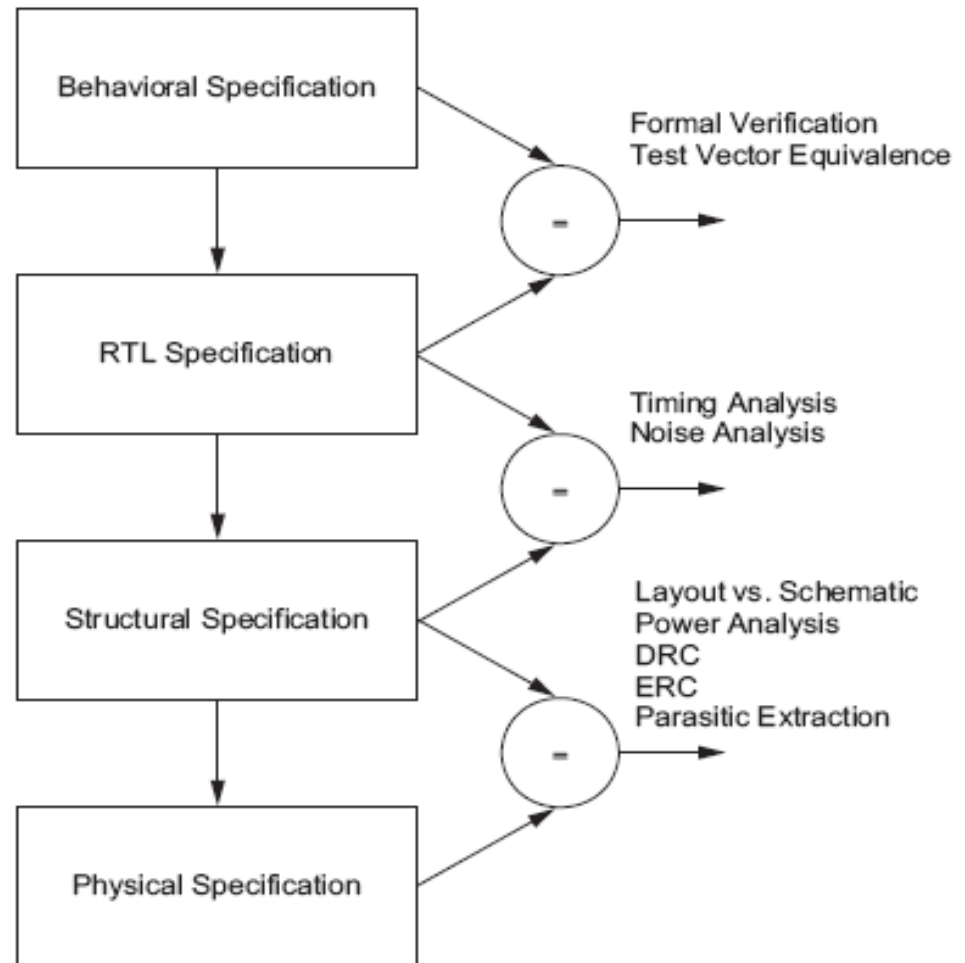 Behavioral Specification
Formal Verification
Test Vector Equivalence
-
RTL Specification
Timing Analysis
Noise Analysis
-
Structural Specification
Layout vs. Schematic
Power Analysis
DRC
ERC
Parasitic Extraction
-
Physical Specification